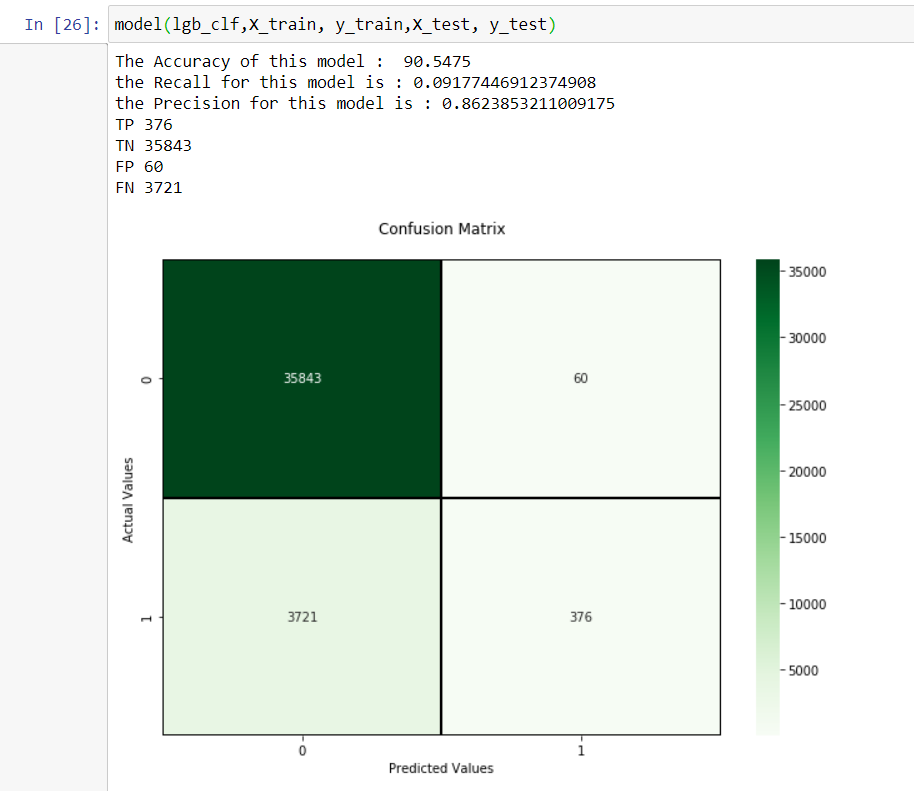 In [26]: model(lgb_clf,X_train, y_train,X_test, y_test)
The Accuracy of this model :  90.5475
the Recall for this model is : 0.09177446912374908
the Precision for this model is : 0.8623853211009175
TP 376
TN 35843
FP 60
FN 3721
Confusion Matrix
35000
30000
25000
20000
15000
10000
5000
0
35843
60
Actual Values
1
3721
376
0
1
Predicted Values